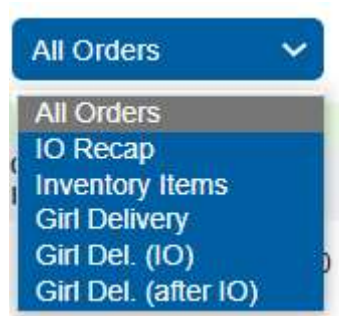 All Orders
All Orders
IO Recap
Inventory Items
Girl Delivery
Girl Del. (IO)
Girl Del. (after IO)